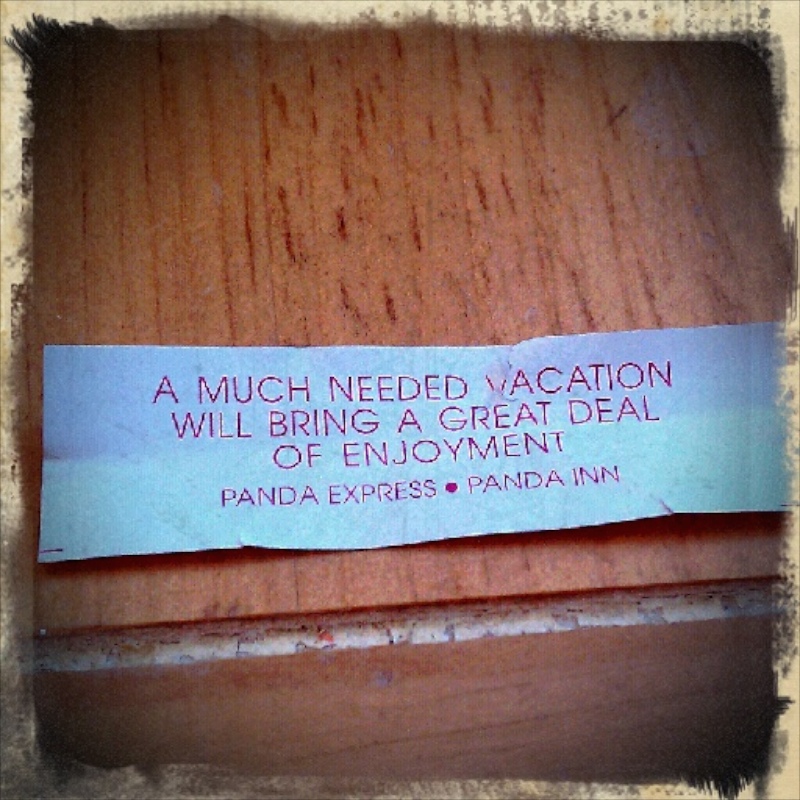 A MUCH NEEDED VACATION
WILL BRING A GREAT DEAL
OF ENJOYMENT
PANDA EXPRESS • PANDA INN